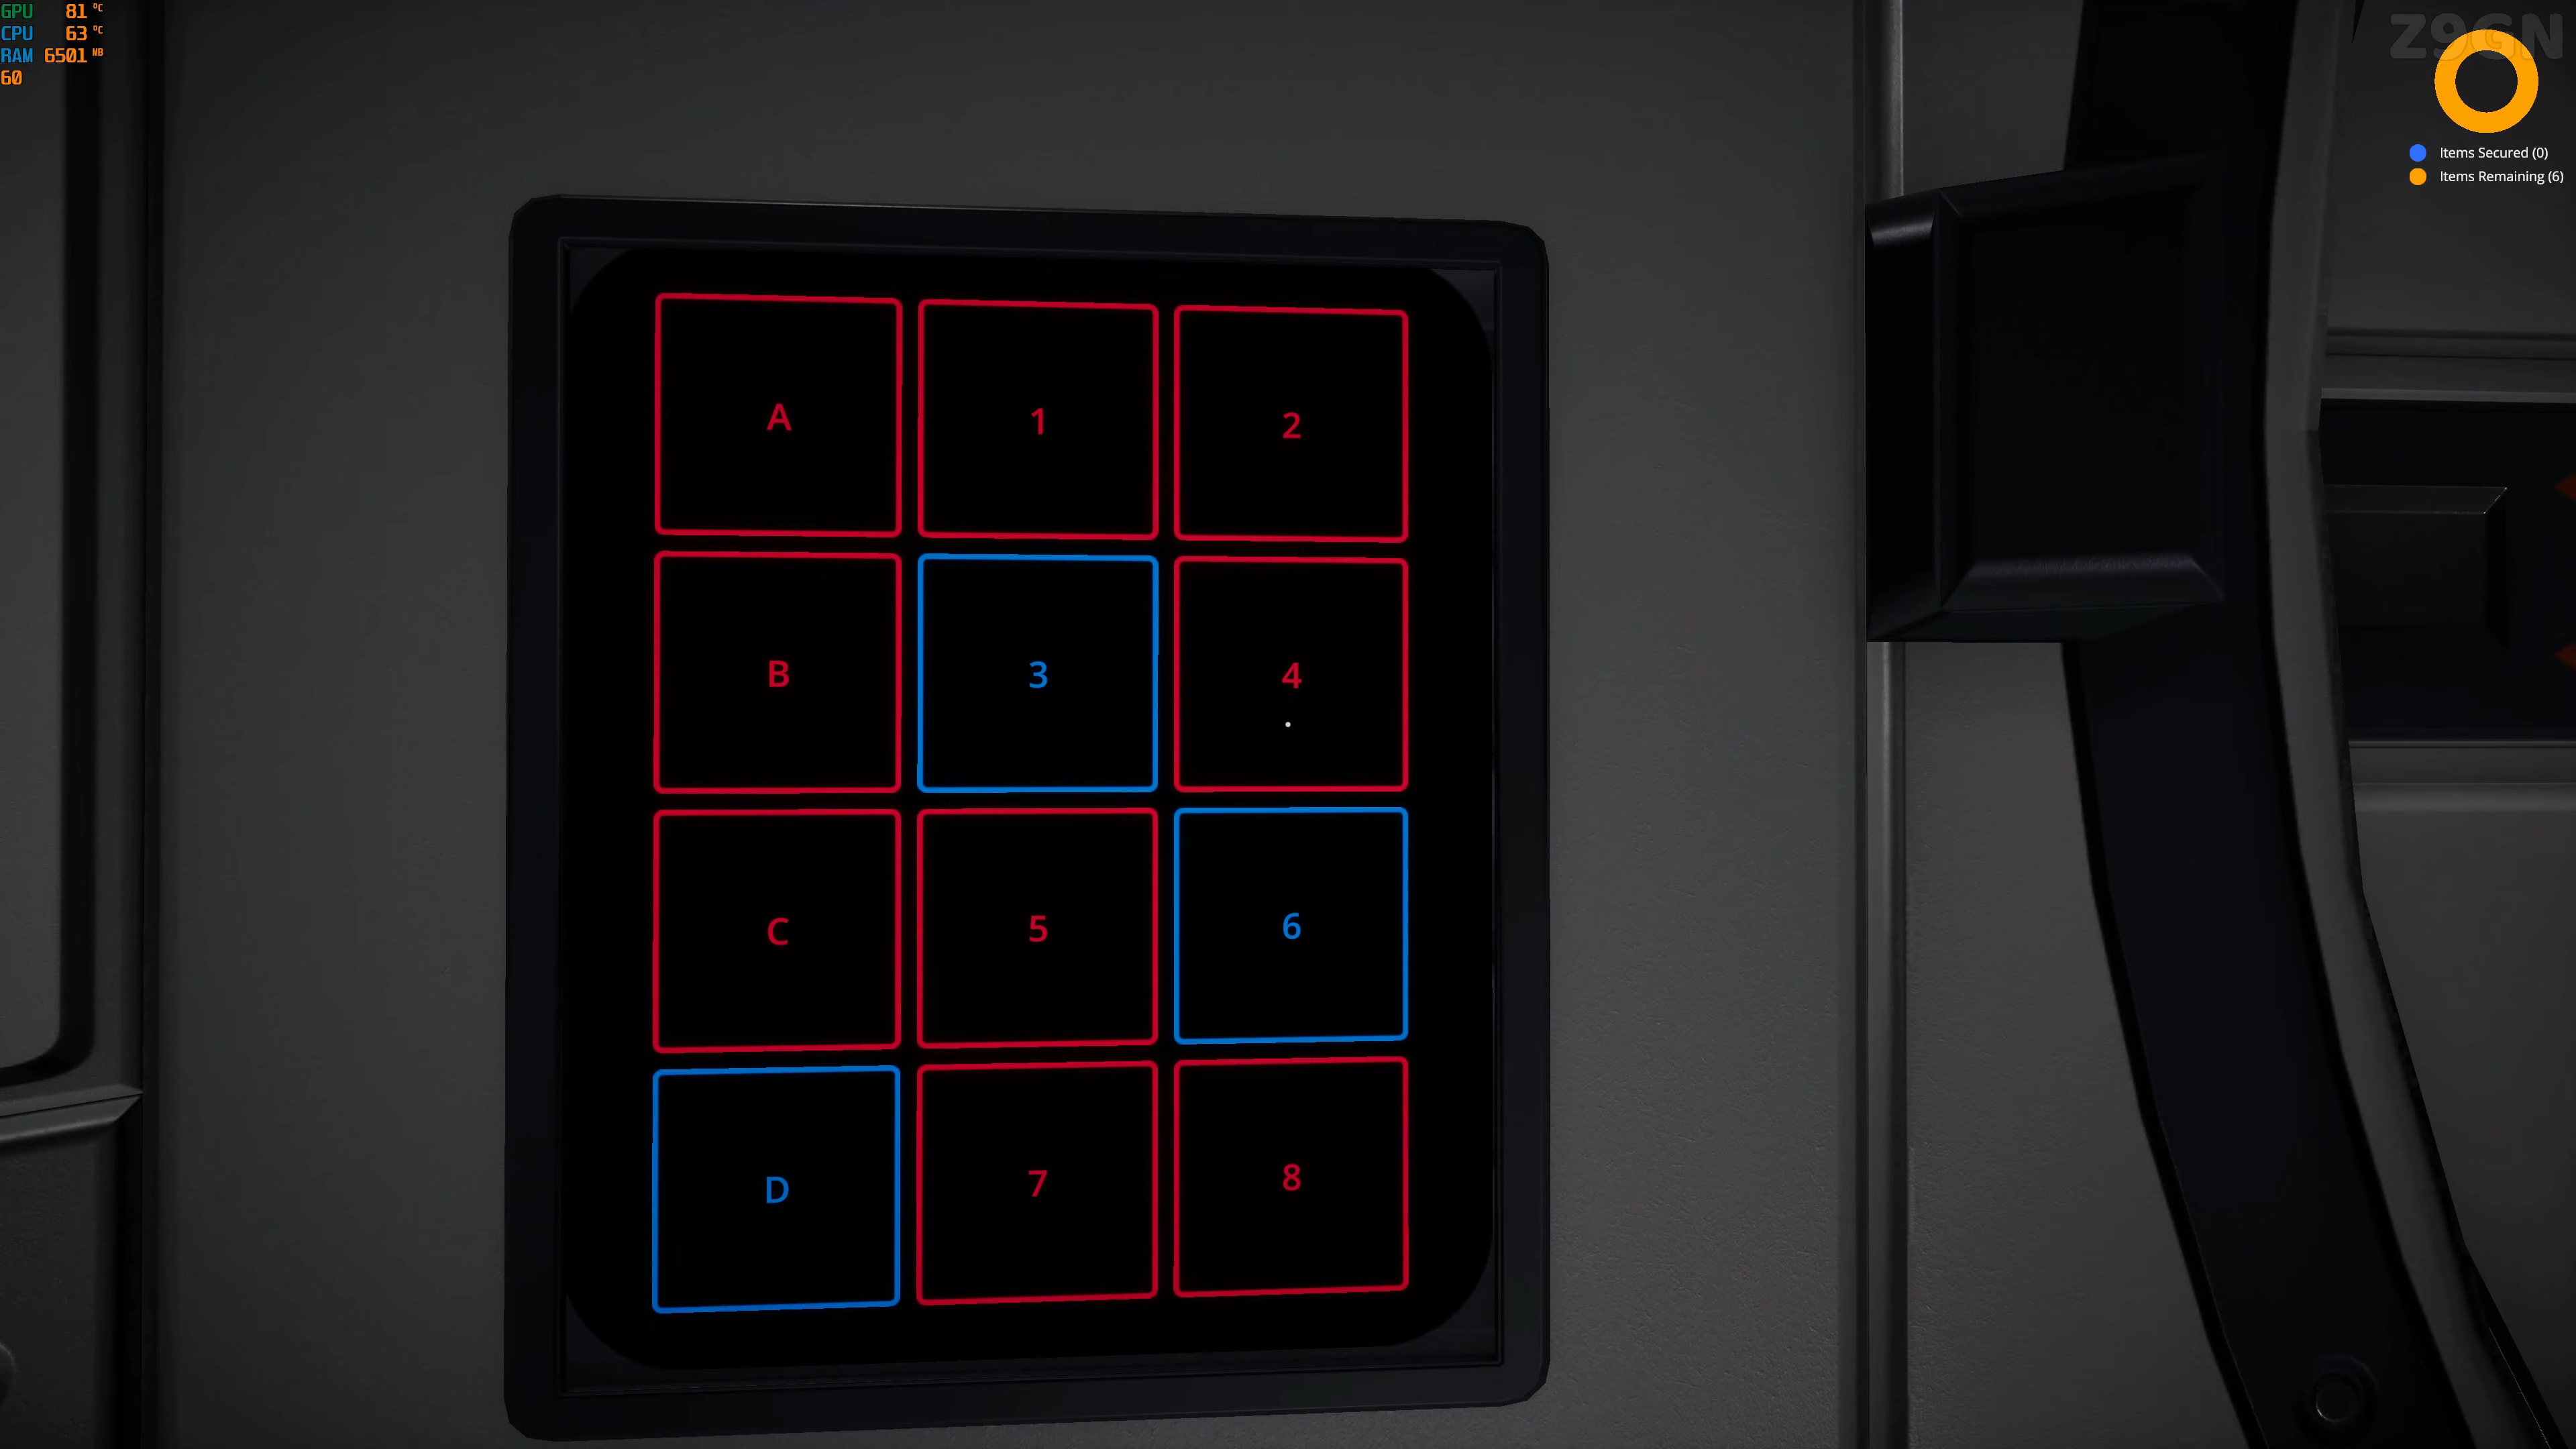 GPU 81 °C
CPU 63 °C
RAM 6501 MB
60
Z9GN
Items Secured (0)
Items Remaining (6)
A 1 2
B 3 4
C 5 6
D 7 8